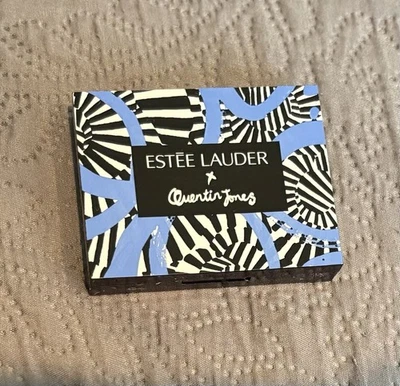 ESTĒE LAUDER
x
Quentin Jones